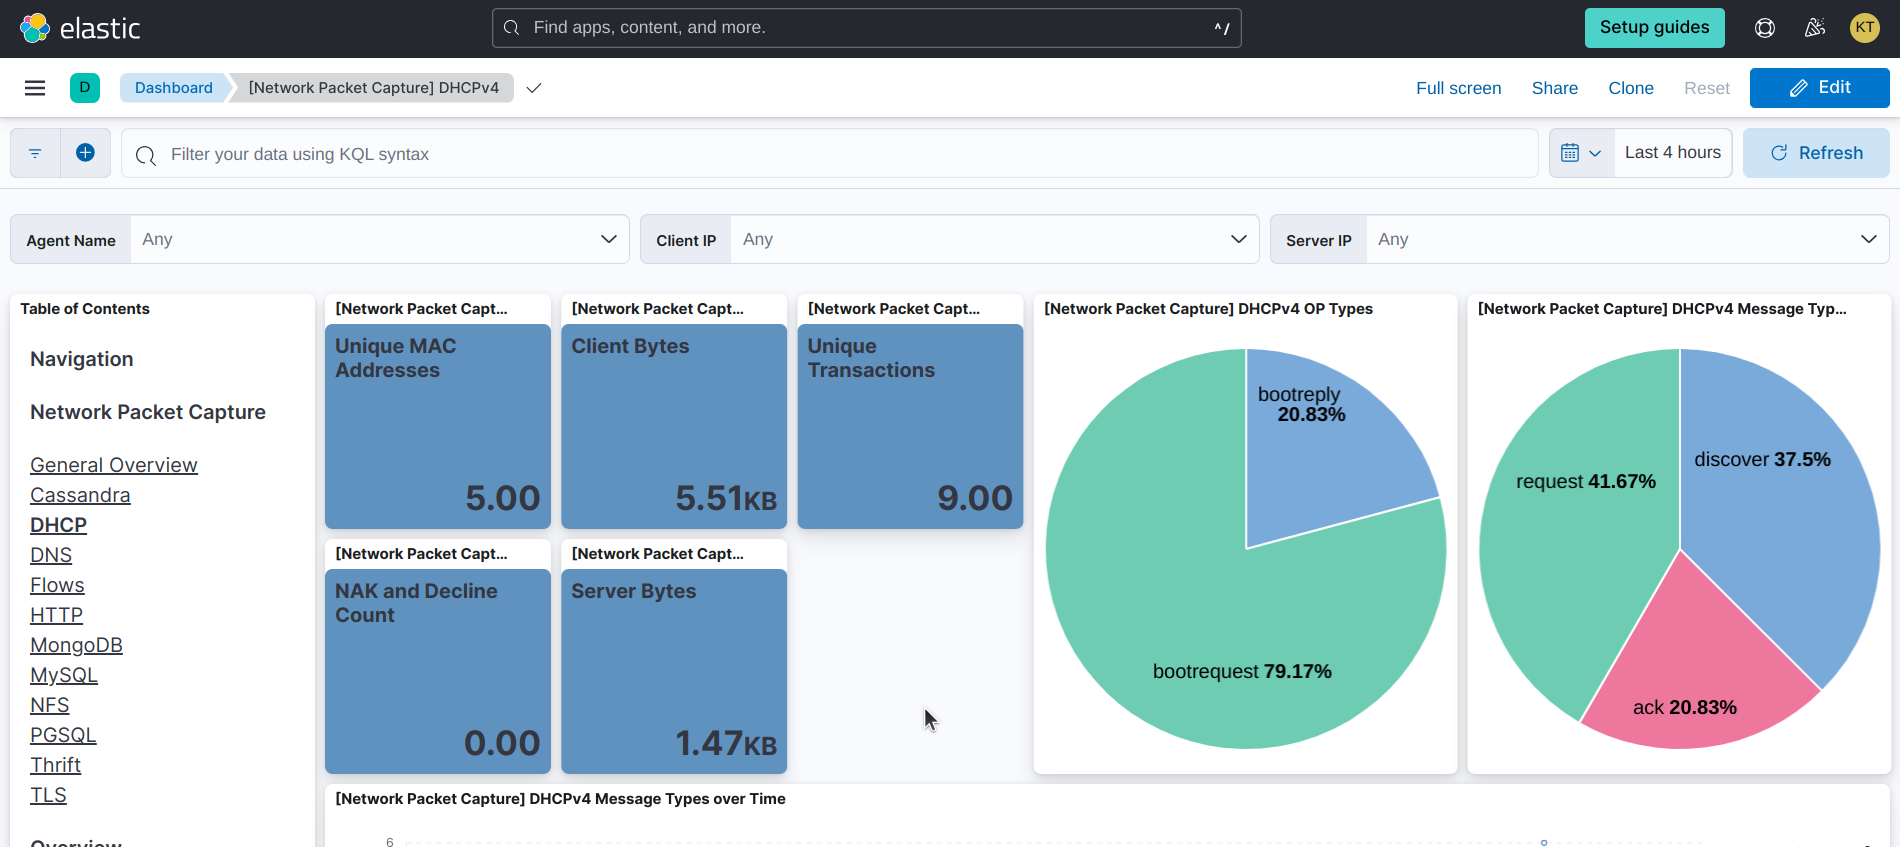 elastic
Find apps, content, and more.
^ /
Setup guides
KT
D
Dashboard
[Network Packet Capture] DHCPv4
Full screen
Share
Clone
Reset
Edit
Filter your data using KQL syntax
Last 4 hours
Refresh
Agent Name
Any
Client IP
Any
Server IP
Any
Table of Contents
Navigation
Network Packet Capture
General Overview
Cassandra
DHCP
DNS
Flows
HTTP
MongoDB
MySQL
NFS
PGSQL
Thrift
TLS
Overview
[Network Packet Capt...
Unique MAC
Addresses
5.00
[Network Packet Capt...
Client Bytes
5.51KB
[Network Packet Capt...
Unique
Transactions
9.00
[Network Packet Capt...
NAK and Decline
Count
0.00
[Network Packet Capt...
Server Bytes
1.47KB
[Network Packet Capture] DHCPv4 OP Types
bootreply
20.83%
bootrequest 79.17%
[Network Packet Capture] DHCPv4 Message Typ...
discover 37.5%
request 41.67%
ack 20.83%
[Network Packet Capture] DHCPv4 Message Types over Time
6